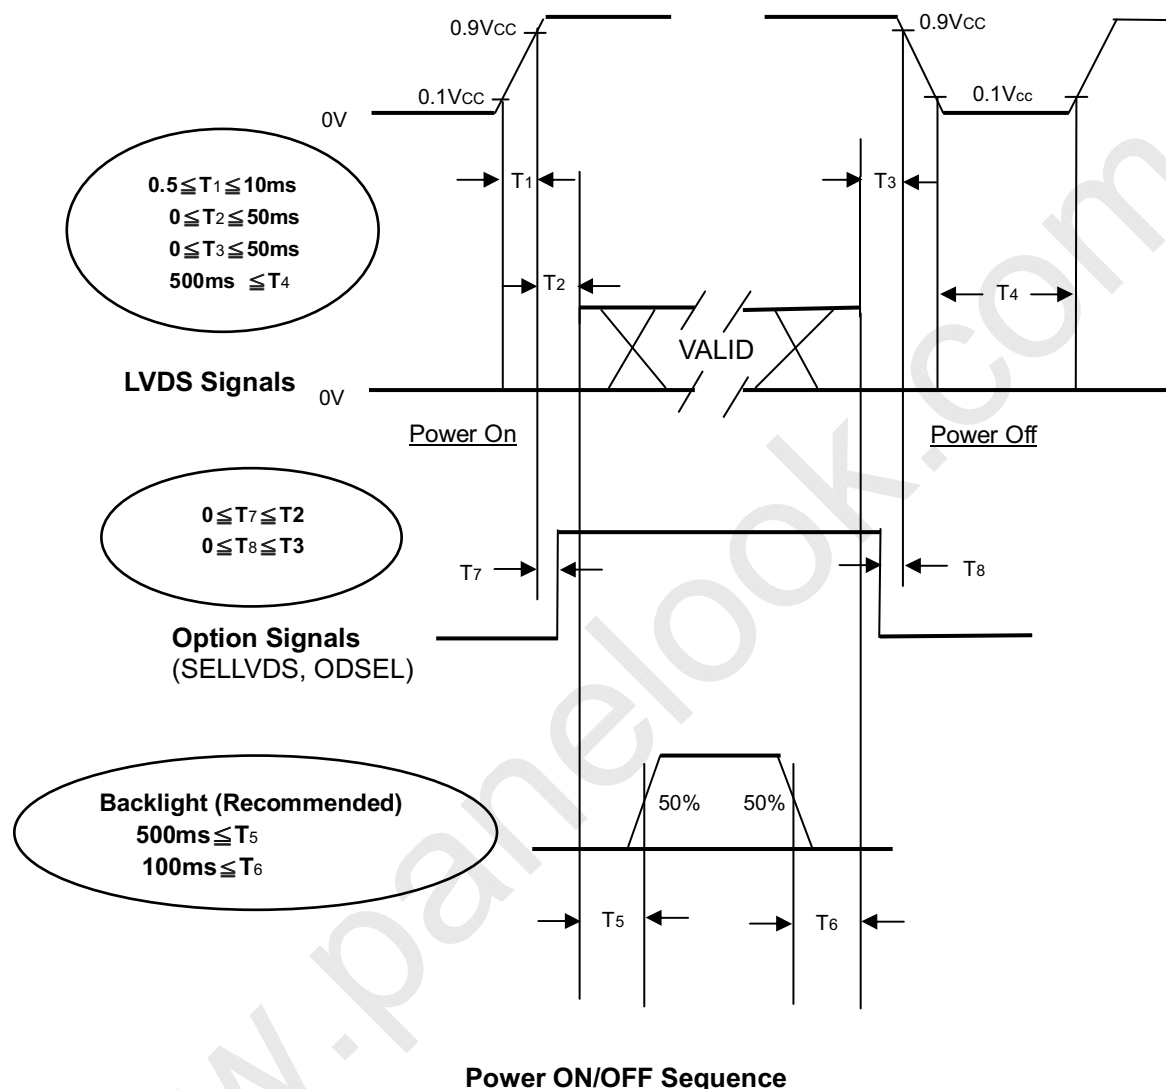 0.9VCC
0.9VCC
0.1VCC
0.1Vcc
0V
0.5≦T1≦10ms
0≦T2≦50ms
0≦T3≦50ms
500ms ≦T4
T1
T3
T2
T4
VALID
LVDS Signals
0V
Power On
Power Off
0≦T7≦T2
0≦T8≦T3
T7
T8
Option Signals
(SELLVDS, ODSEL)
Backlight (Recommended)
500ms≦T5
100ms≦T6
50%
50%
T5
T6
Power ON/OFF Sequence
w.panelook.com